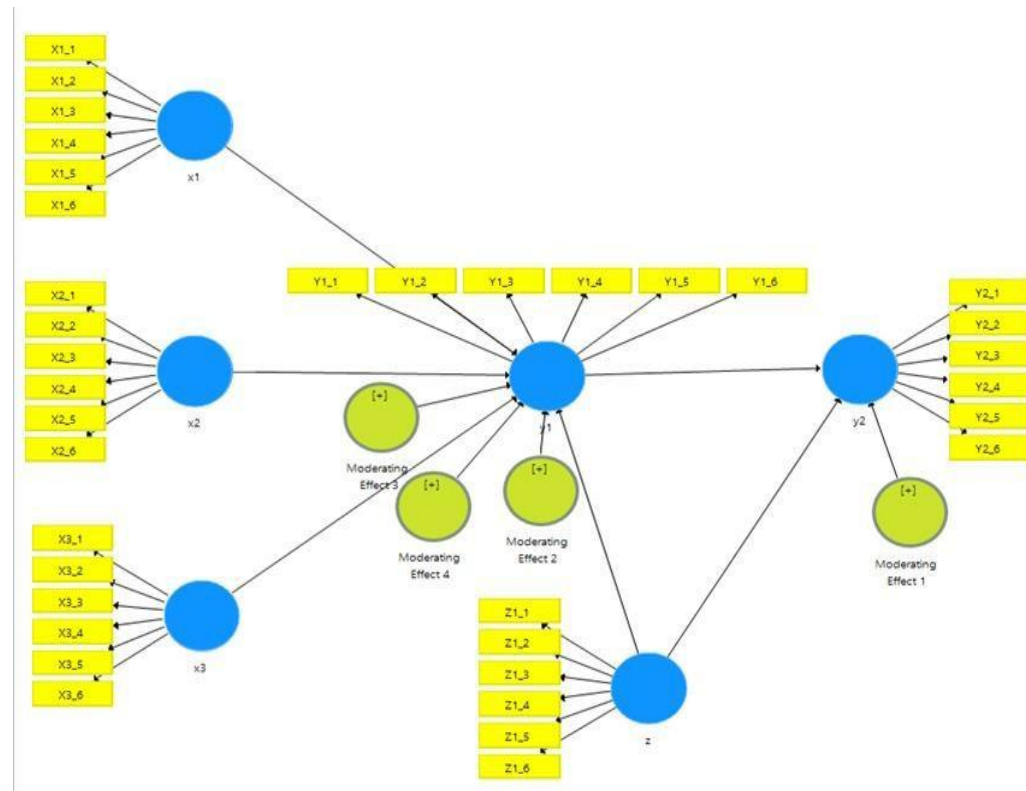 X1_1
X1_2
X1_3
X1_4
X1_5
X1_6
x1
X2_1
X2_2
X2_3
X2_4
X2_5
X2_6
x2
Y1_1
Y1_2
Y1_3
Y1_4
Y1_5
Y1_6
y1
Y2_1
Y2_2
Y2_3
Y2_4
Y2_5
Y2_6
y2
[+]
Moderating
Effect 3
[+]
Moderating
Effect 4
[+]
Moderating
Effect 2
[+]
Moderating
Effect 1
X3_1
X3_2
X3_3
X3_4
X3_5
X3_6
x3
Z1_1
Z1_2
Z1_3
Z1_4
Z1_5
Z1_6
z